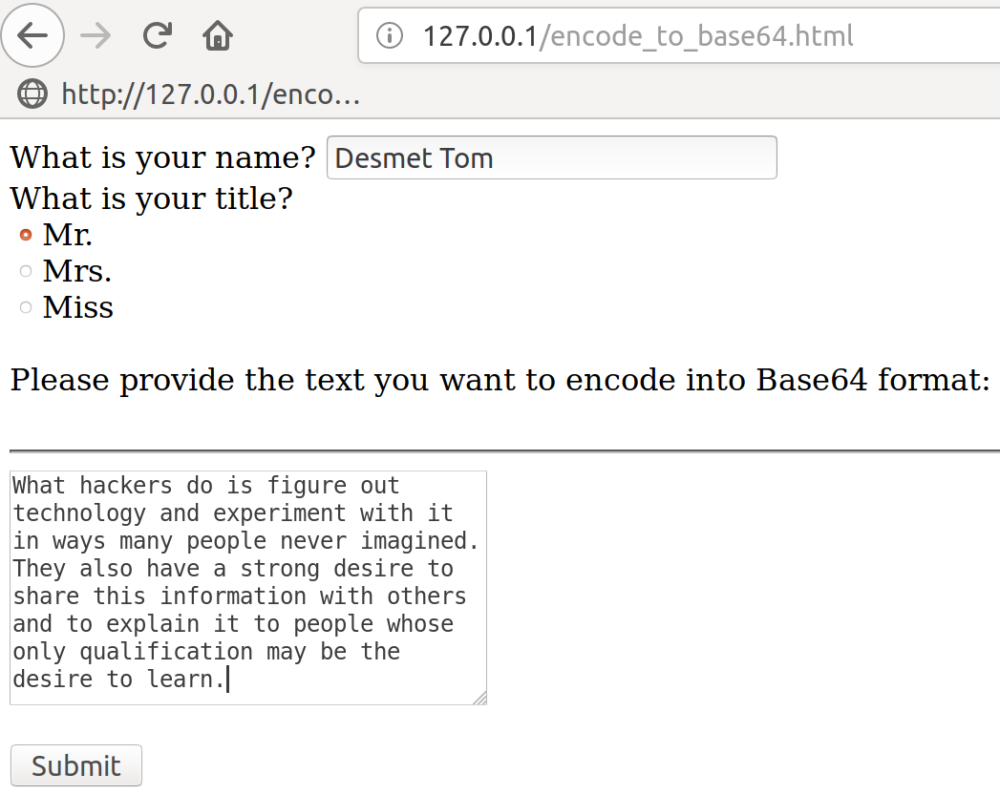 127.0.0.1/encode_to_base64.html
http://127.0.0.1/enco...
What is your name? Desmet Tom
What is your title?
Mr.
Mrs.
Miss
Please provide the text you want to encode into Base64 format:
What hackers do is figure out
technology and experiment with it
in ways many people never imagined.
They also have a strong desire to
share this information with others
and to explain it to people whose
only qualification may be the
desire to learn.
Submit